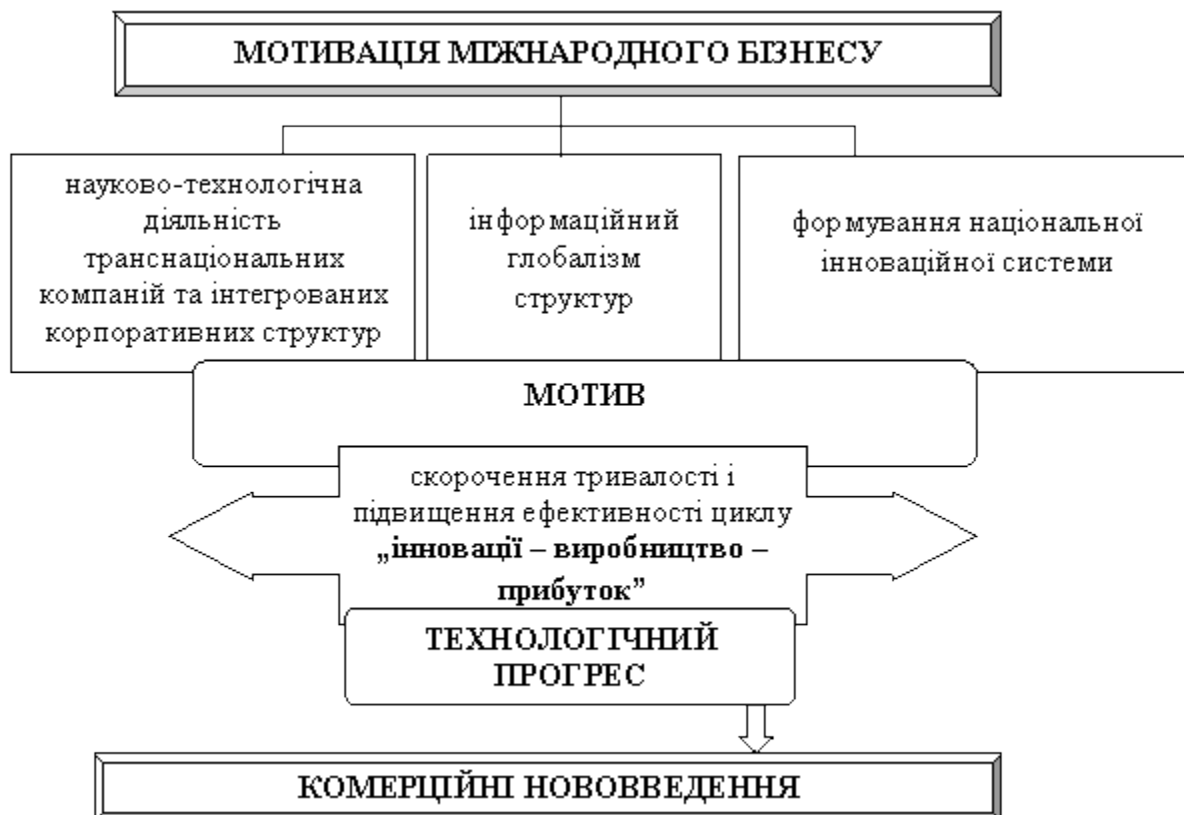 МОТИВАЦІЯ МІЖНАРОДНОГО БІЗНЕСУ
науково-технологічна
діяльність
транснаціональних
компаній та інтегрованих
корпоративних структур
інформаційний
глобалізм
структур
формування національної
інноваційної системи
МОТИВ
скорочення тривалості і
підвищення ефективності циклу
„інновації – виробництво –
прибуток”
ТЕХНОЛОГІЧНИЙ
ПРОГРЕС
КОМЕРЦІЙНІ НОВОВВЕДЕННЯ